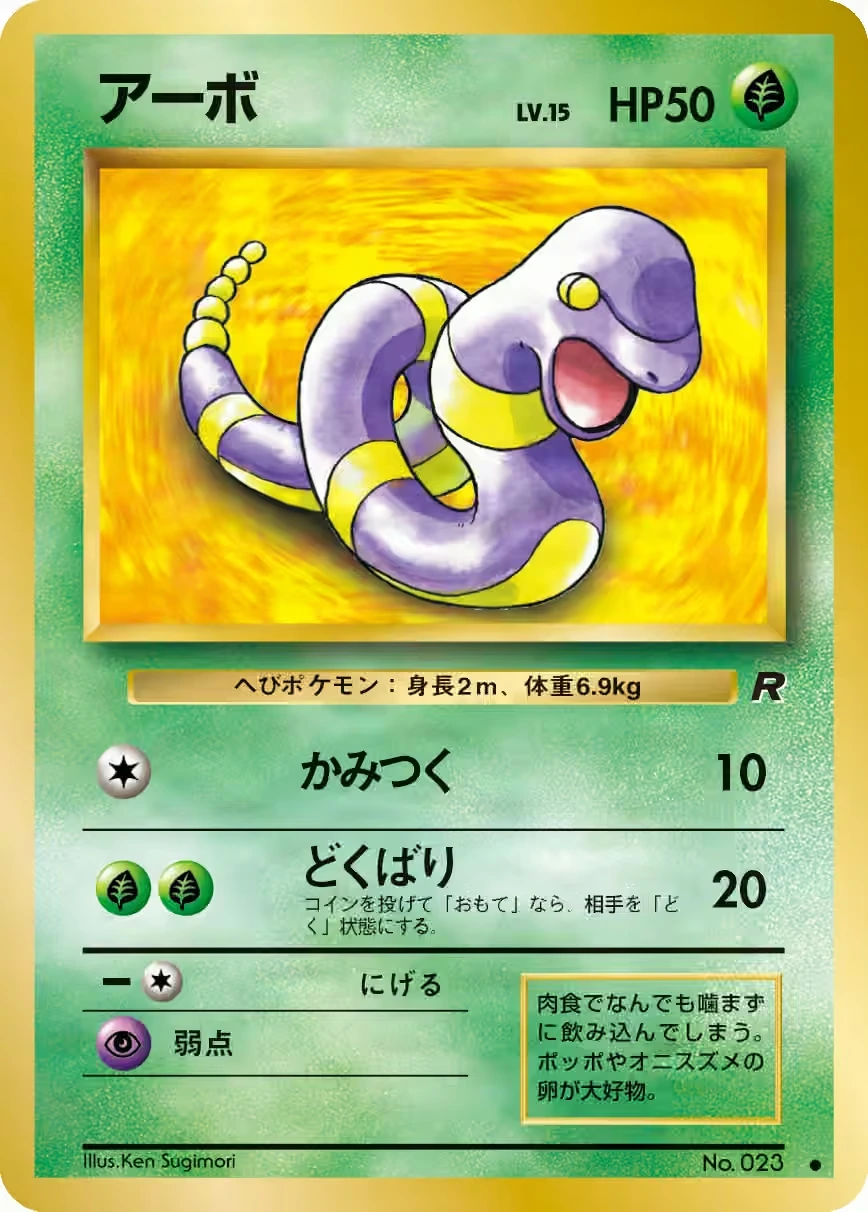 アーボ LV.15 HP50
へびポケモン：身長2m、体重6.9kg R
かみつく 10
どくばり 20
コインを投げて「おもて」なら、相手を「ど
く」状態にする。
にげる
弱点
肉食でなんでも噛まず
に飲み込んでしまう。
ポッポやオニスズメの
卵が大好物。
Illus.Ken Sugimori No. 023